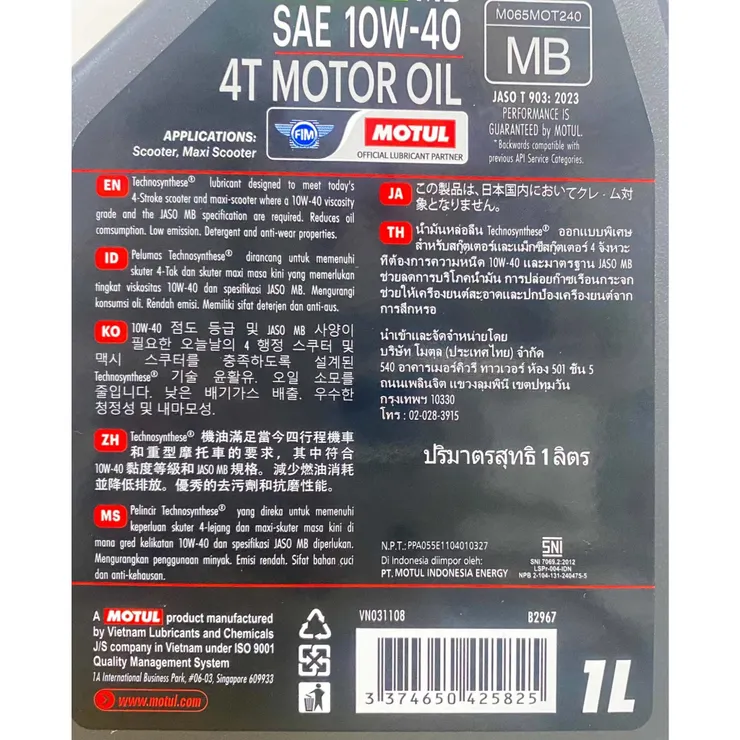 SAE 10W-40
4T MOTOR OIL
M065MOT240
MB
JASO T 903: 2023
PERFORMANCE IS
GUARANTEED by MOTUL.
*Backwards compatible with
previous API Service Categories.
APPLICATIONS:
Scooter, Maxi Scooter
FIM
MOTUL
OFFICIAL LUBRICANT PARTNER
EN Technosynthese® lubricant designed to meet today's
4-Stroke scooter and maxi-scooter where a 10W-40 viscosity
grade and the JASO MB specification are required. Reduces oil
comsumption. Low emission. Detergent and anti-wear properties.
ID Pelumas Technosynthese® dirancang untuk memenuhi
skuter 4-Tak dan skuter maxi masa kini yang memerlukan
tingkat viskositas 10W-40 dan spesifikasi JASO MB. Mengurangi
konsumsi oli. Rendah emisi. Memiliki sifat deterjen dan anti-aus.
KO 10W-40 점도 등급 및 JASO MB 사양이
필요한 오늘날의 4 행정 스쿠터 및
맥시 스쿠터를 충족하도록 설계된
Technosynthese® 기술 윤활유. 오일 소모를
줄입니다. 낮은 배기가스 배출. 우수한
청정성 및 내마모성.
ZH Technosynthese® 機油滿足當今四行程機車
和重型摩托車的要求，其中符合
10W-40 黏度等級和 JASO MB 規格。減少燃油消耗
並降低排放。優秀的去污劑和抗磨性能。
MS Pelincir Technosynthese® yang direka untuk memenuhi
keperluan skuter 4-lejang dan maxi-skuter masa kini di
mana gred kelikatan 10W-40 dan spesifikasi JASO MB diperlukan.
Mengurangkan penggunaan minyak. Emisi rendah. Sifat bahan cuci
dan anti-kehausan.
JA この製品は、日本国内においてクレーム対
象となりません。
TH น้ำมันหล่อลื่น Technosynthese® ออกแบบพิเศษ
สำหรับสกู๊ตเตอร์และแม็กซี่สกู๊ตเตอร์ 4 จังหวะ
ที่ต้องการความหนืด 10W-40 และมาตรฐาน JASO MB
ช่วยลดการบริโภคน้ำมัน การปล่อยก๊าซเรือนกระจก
ช่วยให้เครื่องยนต์สะอาดและปกป้องเครื่องยนต์จาก
การสึกหรอ
นำเข้าและจัดจำหน่ายโดย
บริษัท โมตุล (ประเทศไทย) จำกัด
540 อาคารเมอร์คิวรี่ ทาวเวอร์ ห้อง 501 ชั้น 5
ถนนเพลินจิต แขวงลุมพินี เขตปทุมวัน
กรุงเทพฯ 10330
โทร : 02-028-3915
ปริมาตรสุทธิ 1 ลิตร
N.P.T.: PPA055E1104010327
Di Indonesia diimpor oleh:
PT. MOTUL INDONESIA ENERGY
SNI
SNI 7069.2:2012
LSPr-004-IDN
NPB 2-104-131-240475-5
A MOTUL product manufactured
by Vietnam Lubricants and Chemicals
J/S company in Vietnam under ISO 9001
Quality Management System
1A International Business Park, #06-03, Singapore 609933
www.motul.com
VN031108
B2967
3 374650 425825
1L